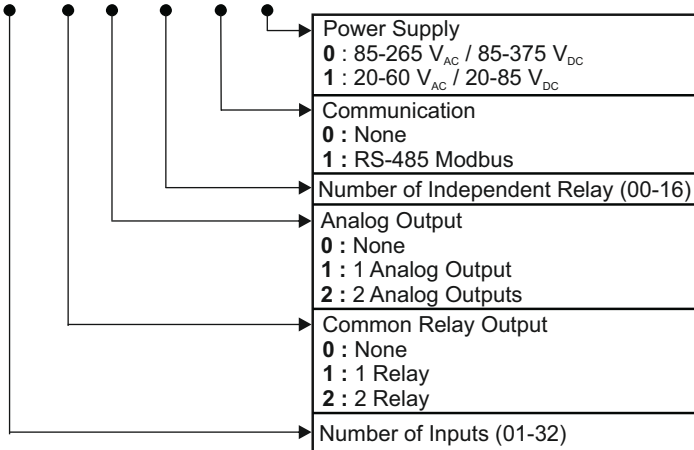 Power Supply
0 : 85-265 VAC / 85-375 VDC
1 : 20-60 VAC / 20-85 VDC
Communication
0 : None
1 : RS-485 Modbus
Number of Independent Relay (00-16)
Analog Output
0 : None
1 : 1 Analog Output
2 : 2 Analog Outputs
Common Relay Output
0 : None
1 : 1 Relay
2 : 2 Relay
Number of Inputs (01-32)